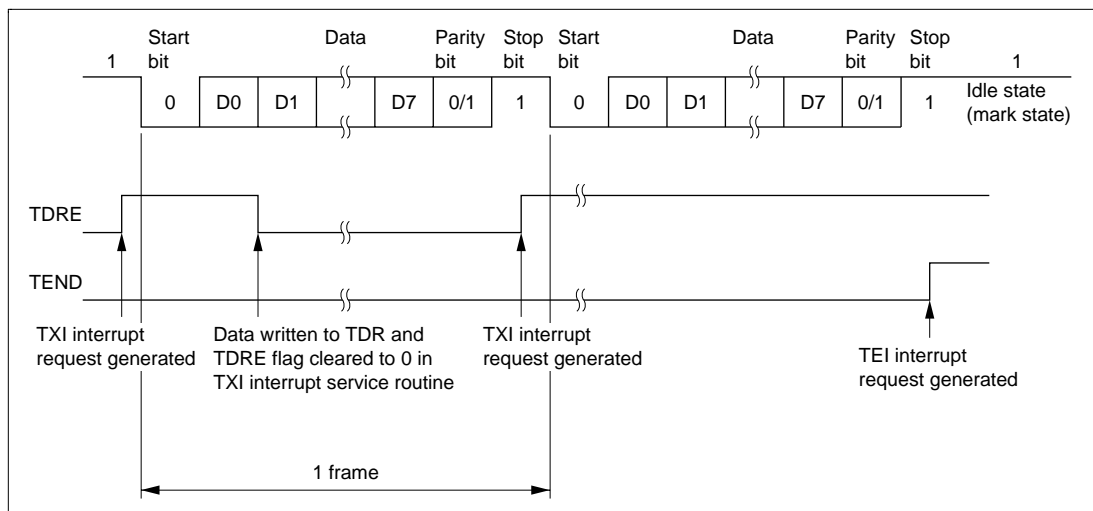 Start Data Parity Stop Start Data Parity Stop
1 bit bit bit bit bit bit 1
0 D0 D1 D7 0/1 1 0 D0 D1 D7 0/1 1 Idle state
(mark state)
TDRE
TEND
TXI interrupt
request generated
Data written to TDR and
TDRE flag cleared to 0 in
TXI interrupt service routine
TXI interrupt
request generated
TEI interrupt
request generated
1 frame